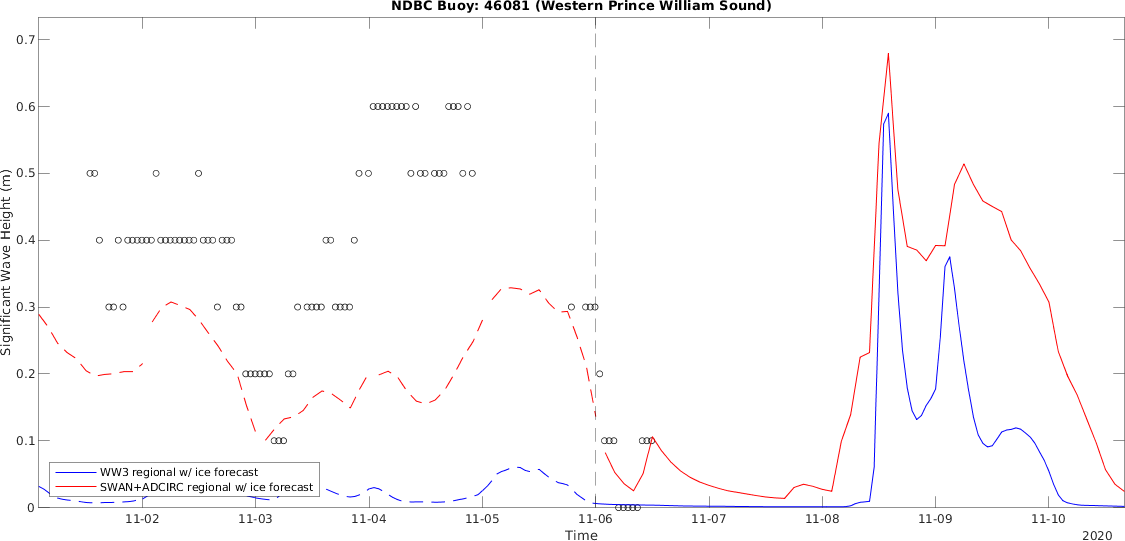 NDBC Buoy: 46081 (Western Prince William Sound)
0.7
0.6
0.5
0.4
0.3
0.2
0.1
0
Significant Wave Height (m)
WW3 regional w/ ice forecast
SWAN+ADCIRC regional w/ ice forecast
11-02 11-03 11-04 11-05 11-06 11-07 11-08 11-09 11-10
Time
2020